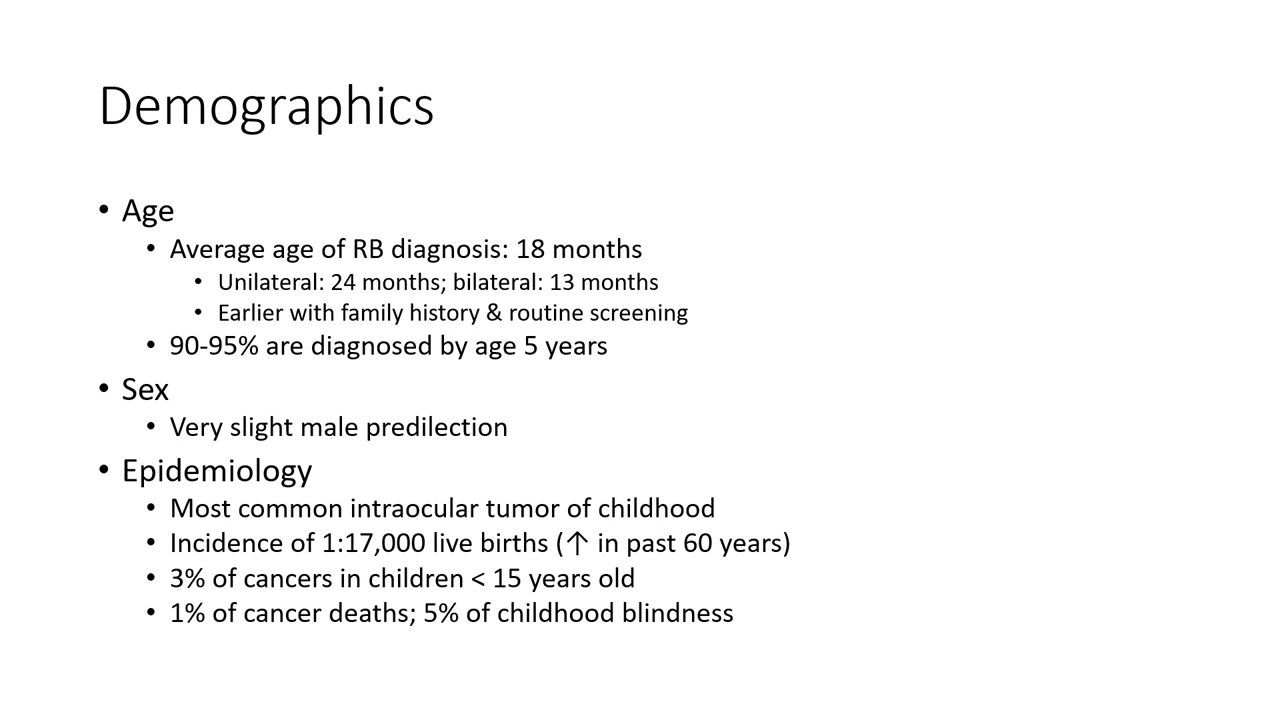 Demographics
• Age
• Average age of RB diagnosis: 18 months
• Unilateral: 24 months; bilateral: 13 months
• Earlier with family history & routine screening
• 90-95% are diagnosed by age 5 years
• Sex
• Very slight male predilection
• Epidemiology
• Most common intraocular tumor of childhood
• Incidence of 1:17,000 live births (↑ in past 60 years)
• 3% of cancers in children < 15 years old
• 1% of cancer deaths; 5% of childhood blindness